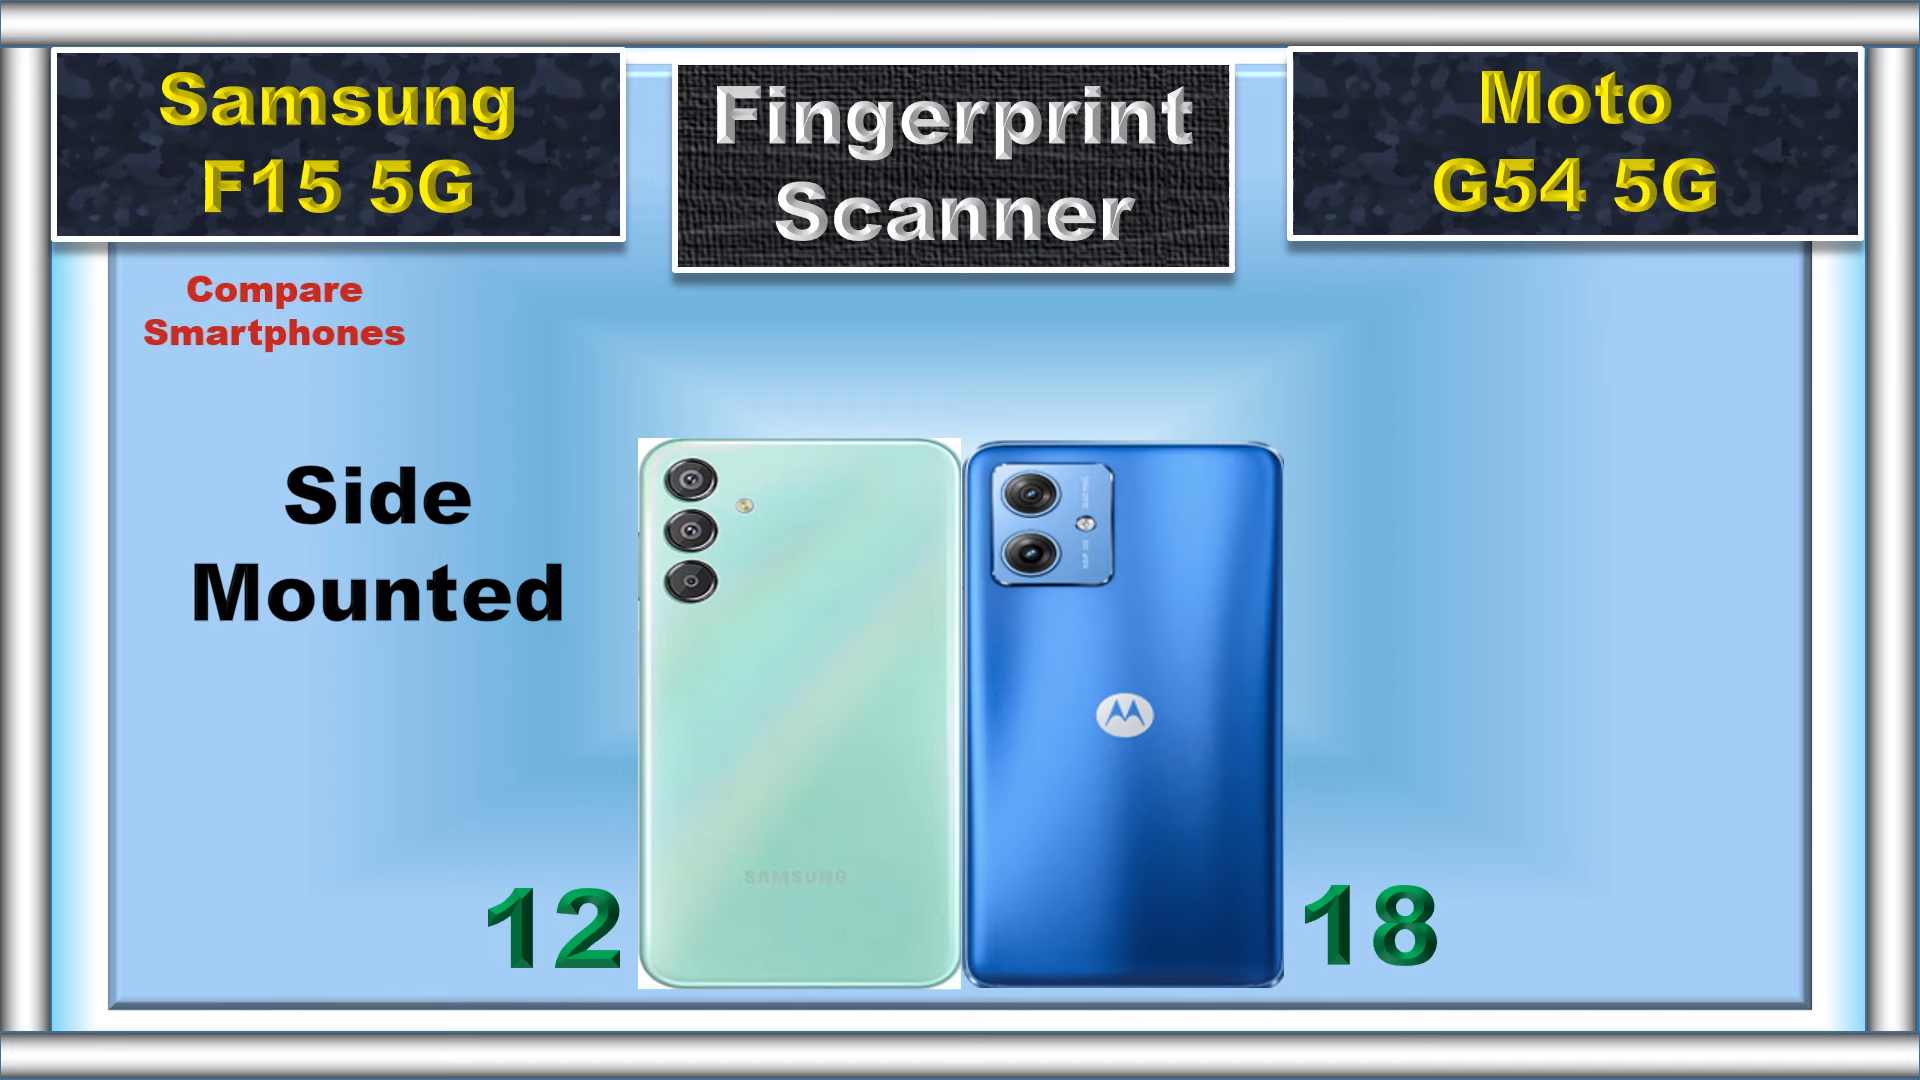 Samsung
F15 5G
Fingerprint
Scanner
Moto
G54 5G
Compare
Smartphones
Side
Mounted
SAMSUNG
12
18